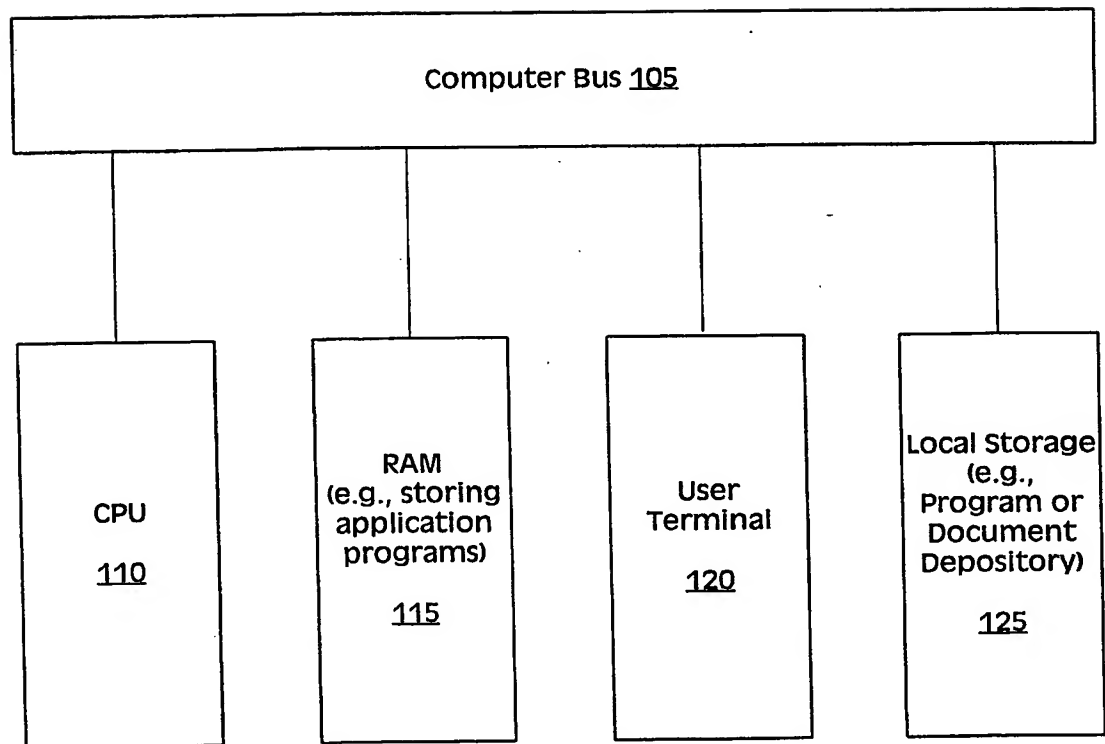 Computer Bus 105
CPU
110
RAM
(e.g., storing
application
programs)
115
User
Terminal
120
Local Storage
(e.g.,
Program or
Document
Depository)
125